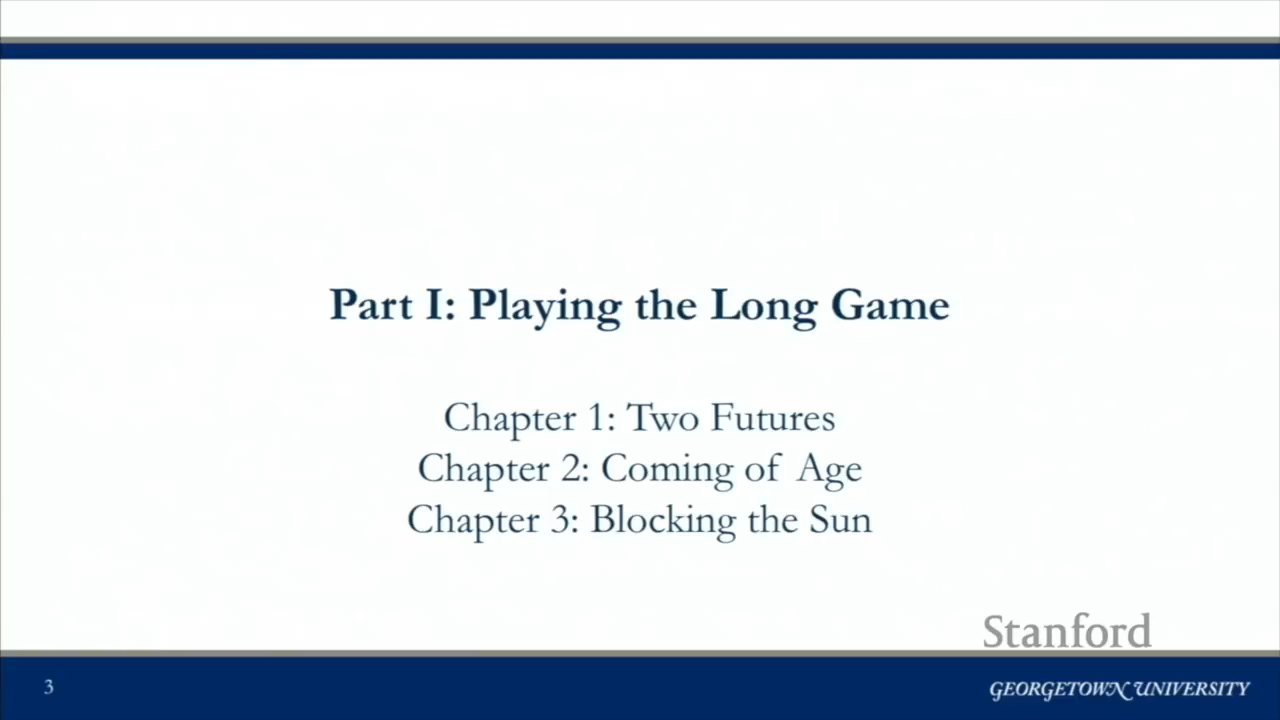 Part I: Playing the Long Game
Chapter 1: Two Futures
Chapter 2: Coming of Age
Chapter 3: Blocking the Sun
Stanford
3
GEORGETOWN UNIVERSITY